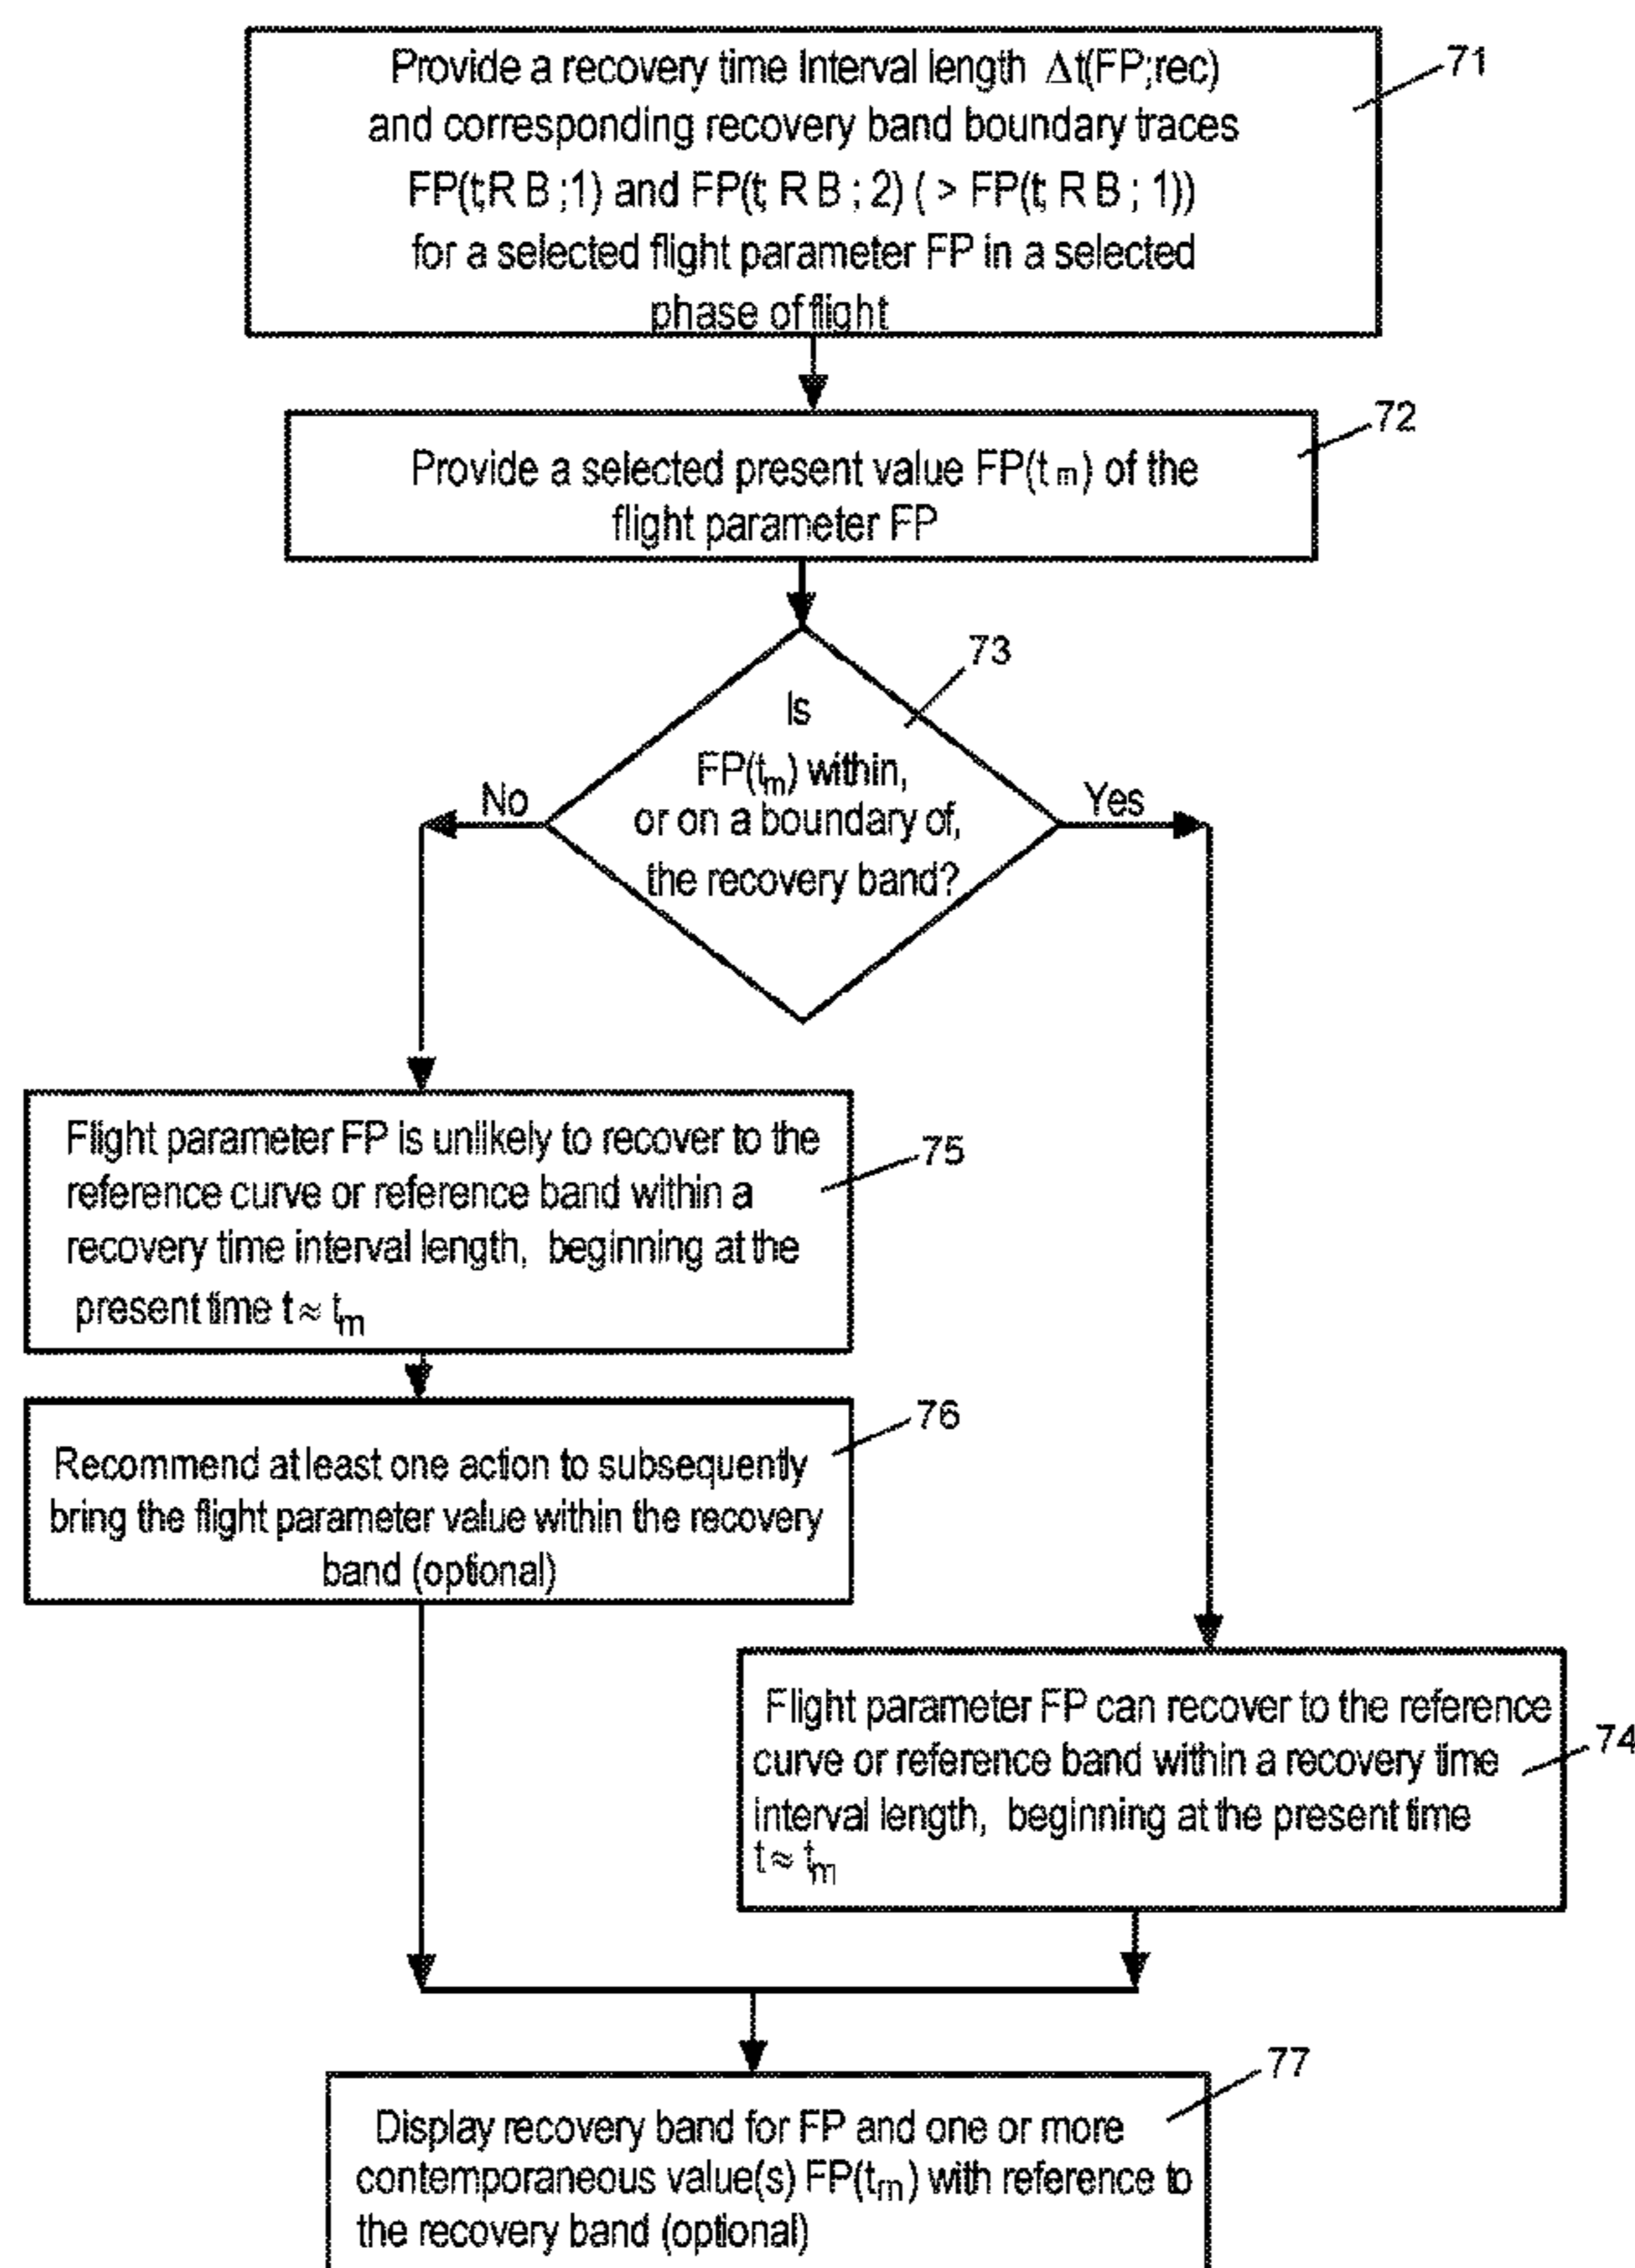 Provide a recovery time Interval length Δt(FP;rec)
and corresponding recovery band boundary traces
FP(t;R B ;1) and FP(t; R B ; 2) ( > FP(t; R B ; 1))
for a selected flight parameter FP in a selected
phase of flight
71
Provide a selected present value FP(t m) of the
flight parameter FP
72
73
Is
FP(tm) within,
or on a boundary of,
the recovery band?
No
Yes
Flight parameter FP is unlikely to recover to the
reference curve or reference band within a
recovery time interval length, beginning at the
present time t ≈ tm
75
Recommend at least one action to subsequently
bring the flight parameter value within the recovery
band (optional)
76
Flight parameter FP can recover to the reference
curve or reference band within a recovery time
interval length, beginning at the present time
t ≈ tm
74
Display recovery band for FP and one or more
contemporaneous value(s) FP(tm) with reference to
the recovery band (optional)
77